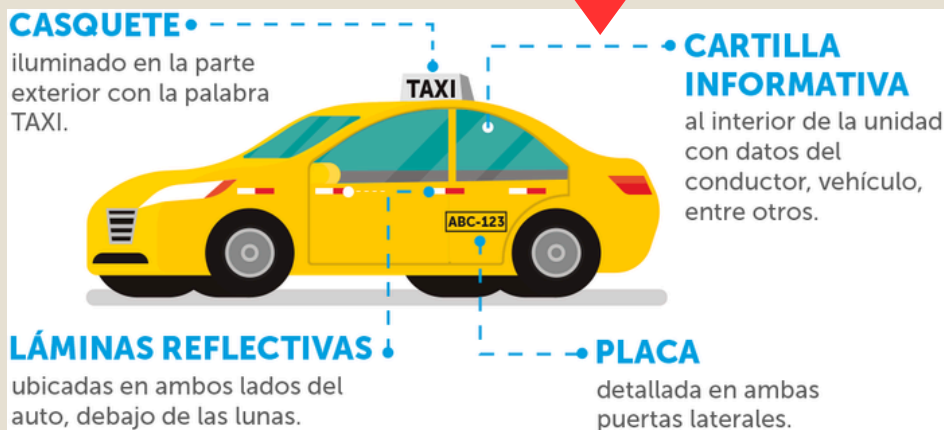 CASQUETE
iluminado en la parte
exterior con la palabra
TAXI.
TAXI
CARTILLA
INFORMATIVA
al interior de la unidad
con datos del
conductor, vehículo,
entre otros.
ABC-123
LÁMINAS REFLECTIVAS
ubicadas en ambos lados del
auto, debajo de las lunas.
PLACA
detallada en ambas
puertas laterales.